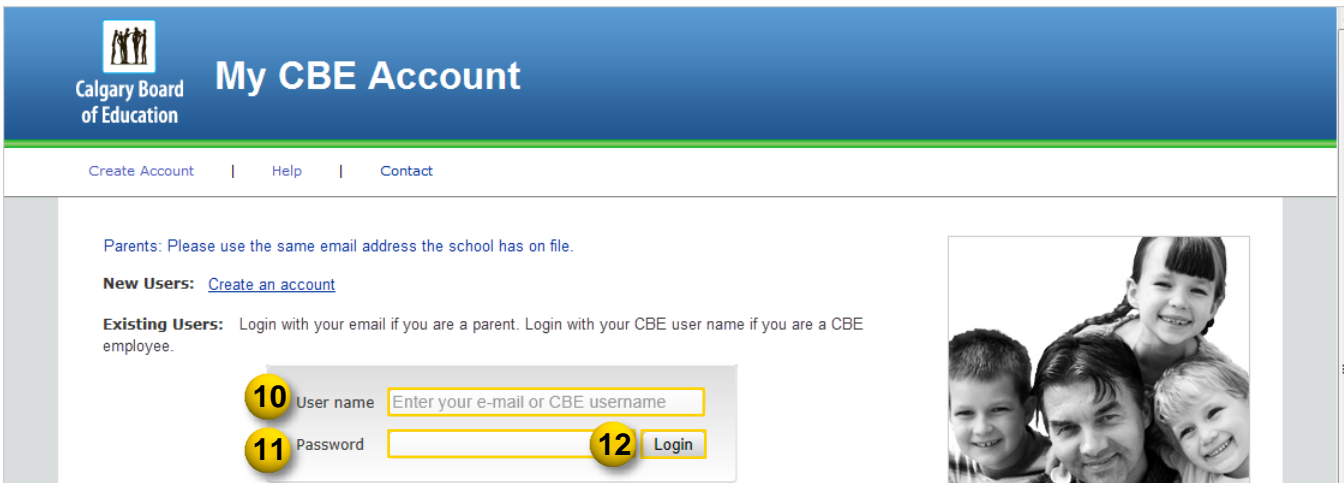 Calgary Board
of Education
My CBE Account
Create Account | Help | Contact
Parents: Please use the same email address the school has on file.
New Users: Create an account
Existing Users: Login with your email if you are a parent. Login with your CBE user name if you are a CBE
employee.
10 User name Enter your e-mail or CBE username
11 Password 12 Login